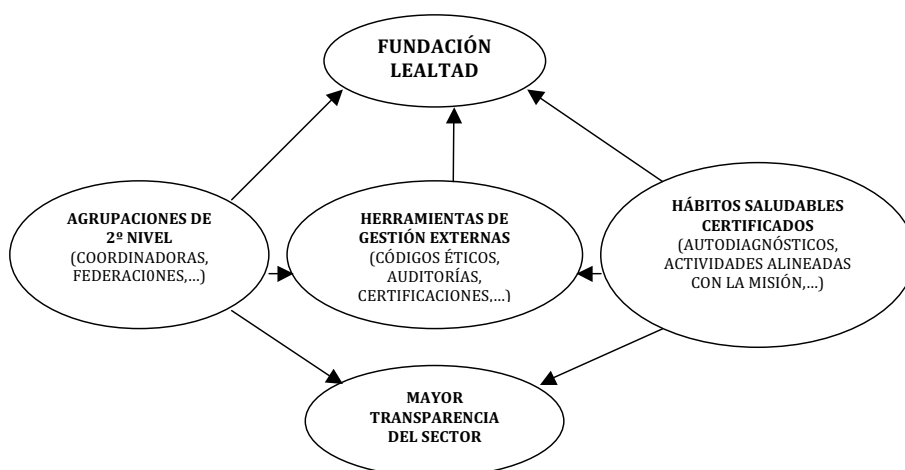 FUNDACIÓN
LEALTAD
AGRUPACIONES DE
2º NIVEL
(COORDINADORAS,
FEDERACI0NES,...)
HERRAMIENTAS DE
GESTIÓN EXTERNAS
(CÓDIGOS ÉTICOS,
AUDITORÍAS,
CERTIFICACIONES,...)
HÁBITOS SALUDABLES
CERTIFICADOS
(AUTODIAGNÓSTICOS,
ACTIVIDADES ALINEADAS
CON LA MISIÓN,...)
MAYOR
TRANSPARENCIA
DEL SECTOR